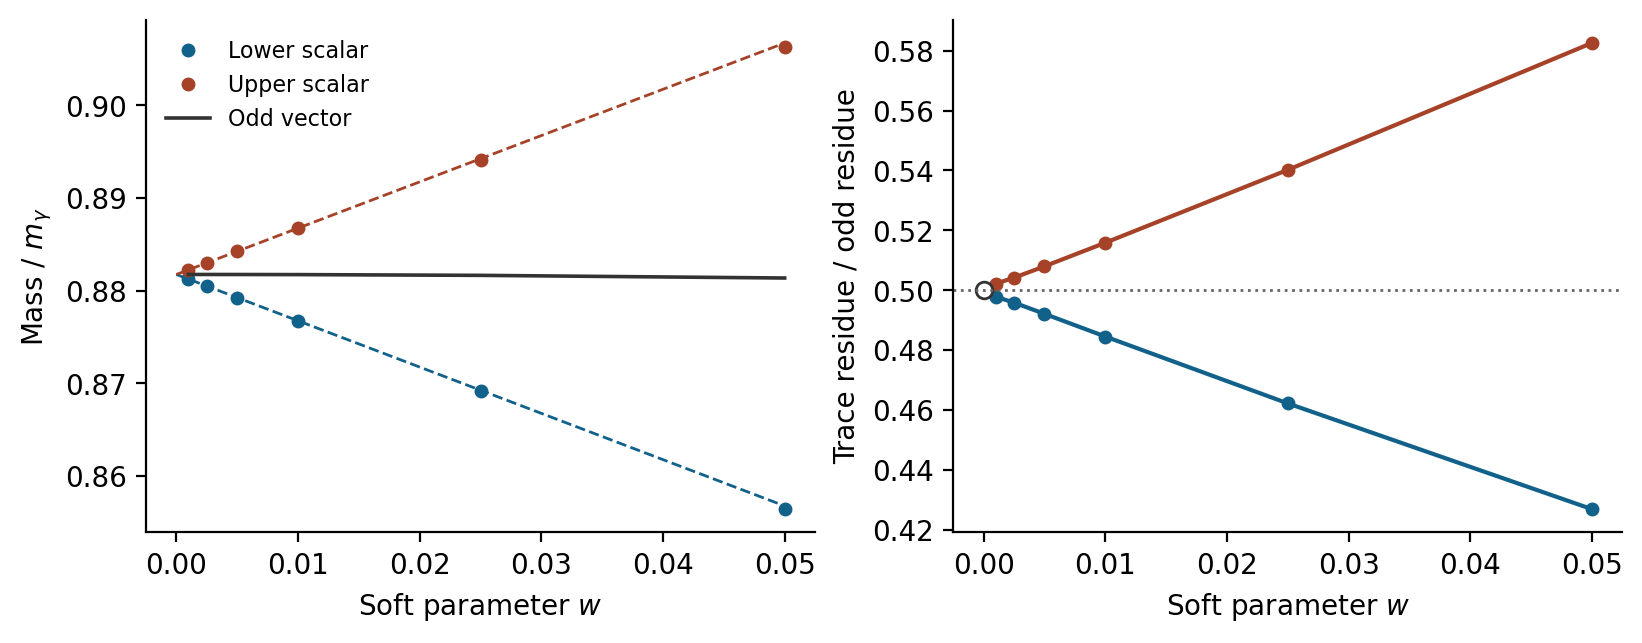 Lower scalar
Upper scalar
Odd vector
0.90
0.89
0.88
0.87
0.86
Mass / mγ
0.00 0.01 0.02 0.03 0.04 0.05
Soft parameter w
0.58
0.56
0.54
0.52
0.50
0.48
0.46
0.44
0.42
Trace residue / odd residue
0.00 0.01 0.02 0.03 0.04 0.05
Soft parameter w